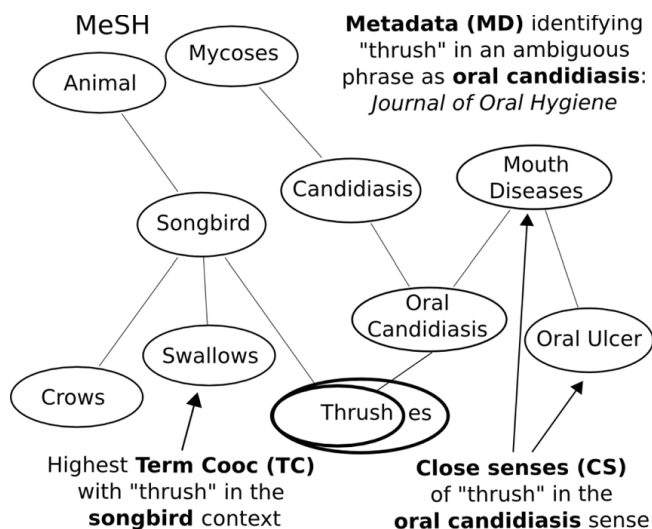 MeSH
Animal
Mycoses
Metadata (MD) identifying
"thrush" in an ambiguous
phrase as oral candidiasis:
Journal of Oral Hygiene
Songbird
Candidiasis
Mouth
Diseases
Crows
Swallows
Oral
Candidiasis
Oral Ulcer
Thrush es
Highest Term Cooc (TC)
with "thrush" in the
songbird context
Close senses (CS)
of "thrush" in the
oral candidiasis sense